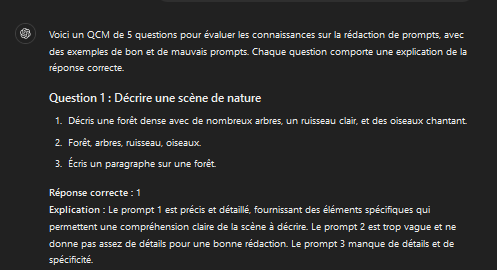 Voici un QCM de 5 questions pour évaluer les connaissances sur la rédaction de prompts, avec
des exemples de bon et de mauvais prompts. Chaque question comporte une explication de la
réponse correcte.
Question 1 : Décrire une scène de nature
1. Décris une forêt dense avec de nombreux arbres, un ruisseau clair, et des oiseaux chantant.
2. Forêt, arbres, ruisseau, oiseaux.
3. Écris un paragraphe sur une forêt.
Réponse correcte : 1
Explication : Le prompt 1 est précis et détaillé, fournissant des éléments spécifiques qui
permettent une compréhension claire de la scène à décrire. Le prompt 2 est trop vague et ne
donne pas assez de détails pour une bonne rédaction. Le prompt 3 manque de détails et de
spécificité.